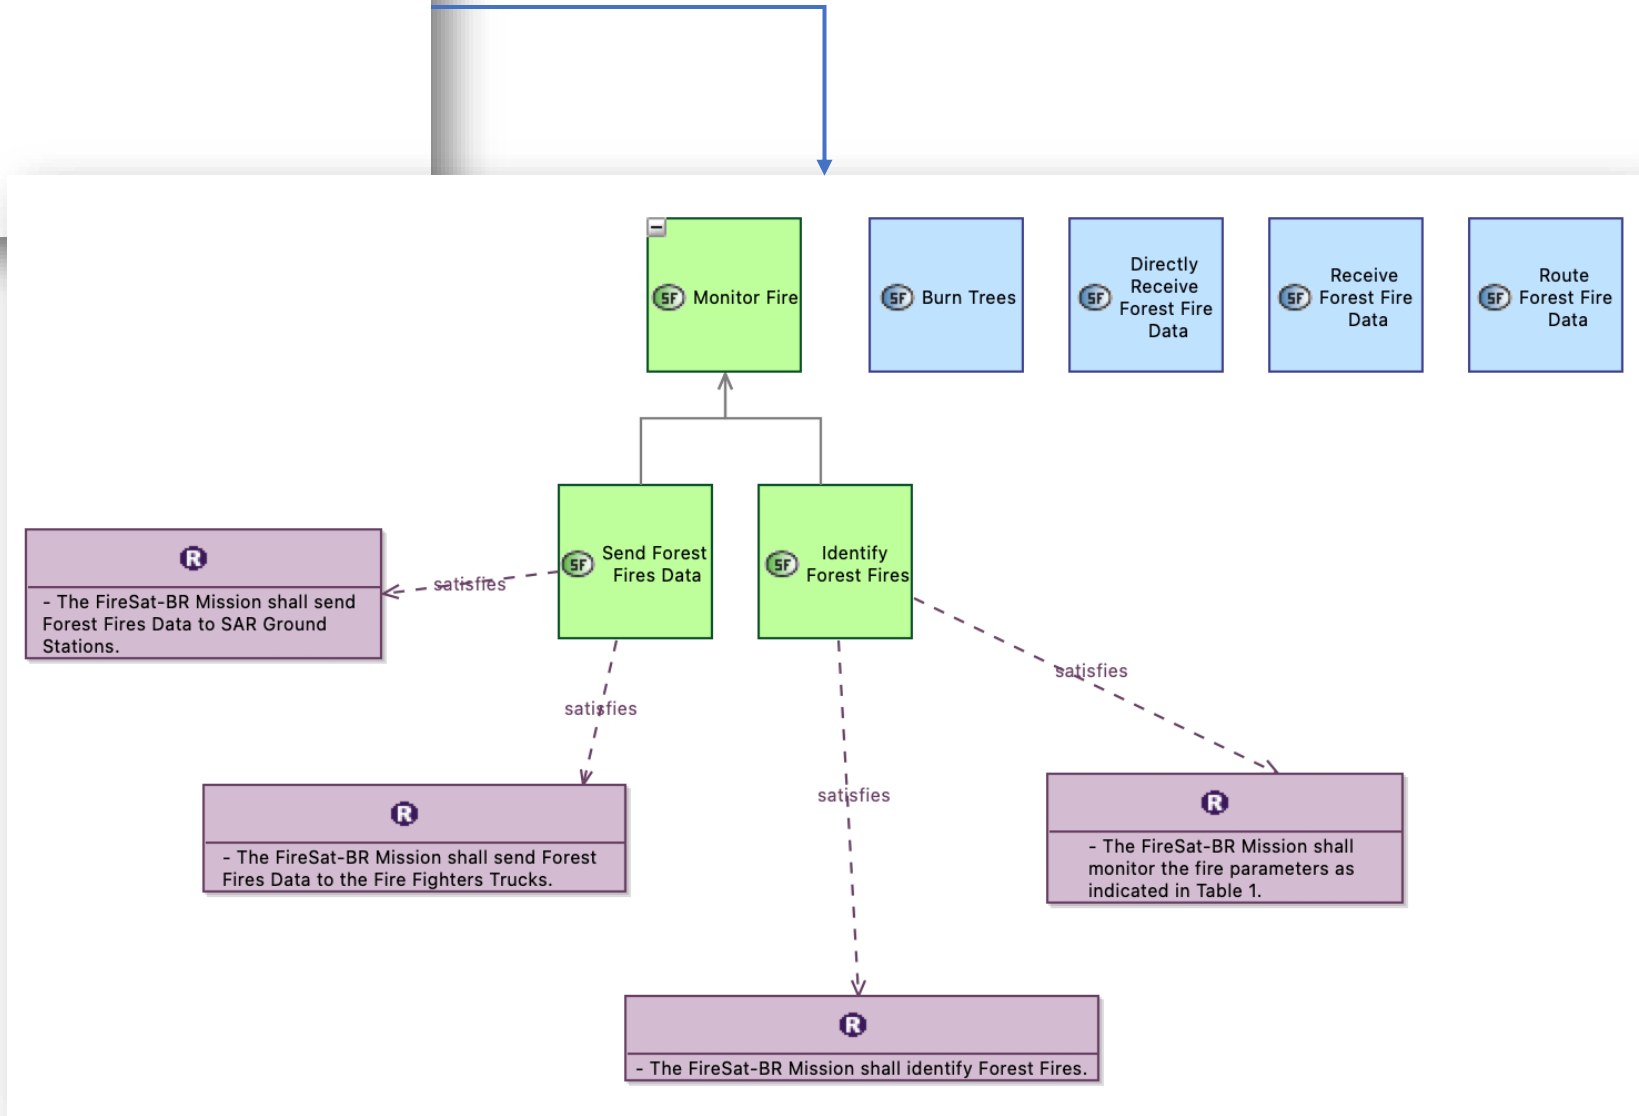 SF
Monitor Fire
SF
Burn Trees
SF
Directly
Receive
Forest Fire
Data
SF
Receive
Forest Fire
Data
SF
Route
Forest Fire
Data
SF
Send Forest
Fires Data
SF
Identify
Forest Fires
R
- The FireSat-BR Mission shall send
Forest Fires Data to SAR Ground
Stations.
satisfies
satisfies
satisfies
satisfies
R
- The FireSat-BR Mission shall send Forest
Fires Data to the Fire Fighters Trucks.
R
- The FireSat-BR Mission shall
monitor the fire parameters as
indicated in Table 1.
R
- The FireSat-BR Mission shall identify Forest Fires.